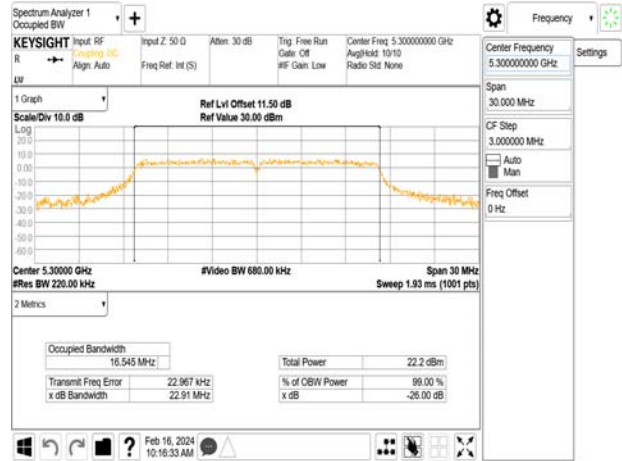 Spectrum Analyzer 1
Occupied BW
Frequency
KEYSIGHT
R
LXI
Input: RF
Coupling: DC
Align: Auto
Input Z: 50 Ω
Freq Ref: Int (S)
Atten: 30 dB
Trig: Free Run
Gate: Off
#IF Gain: Low
Center Freq: 5.300000000 GHz
Avg|Hold: 10/10
Radio Std: None
Center Frequency
5.300000000 GHz
Settings
Span
30.000 MHz
CF Step
3.000000 MHz
Auto
Man
Freq Offset
0 Hz
1 Graph
Scale/Div 10.0 dB
Ref Lvl Offset 11.50 dB
Ref Value 30.00 dBm
Log
20.0
10.0
0.00
-10.0
-20.0
-30.0
-40.0
-50.0
-60.0
Center 5.30000 GHz
#Res BW 220.00 kHz
#Video BW 680.00 kHz
Span 30 MHz
Sweep 1.93 ms (1001 pts)
2 Metrics
Occupied Bandwidth
16.545 MHz
Total Power 22.2 dBm
Transmit Freq Error 22.967 kHz
% of OBW Power 99.00 %
x dB Bandwidth 22.91 MHz
x dB -26.00 dB
?
Feb 16, 2024
10:16:33 AM